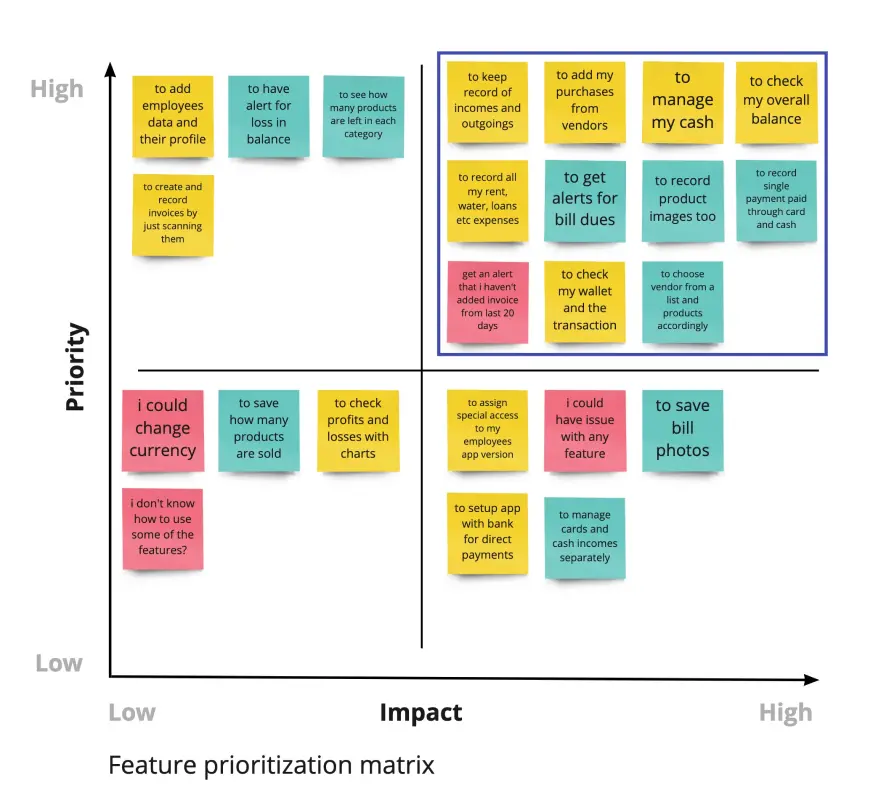 High
to add
employees
data and
their profile
to have
alert for
loss in
balance
to see how
many products
are left in each
category
to create and
record
invoices by
just scanning
them
to keep
record of
incomes and
outgoings
to add my
purchases
from
vendors
to
manage
my cash
to check
my overall
balance
to record all
my rent,
water, loans
etc expenses
to get
alerts for
bill dues
to record
product
images too
to record
single
payment paid
through card
and cash
get an alert
that i haven't
added invoice
from last 20
days
to check
my wallet
and the
transaction
to choose
vendor from a
list and
products
accordingly
Priority
i could
change
currency
to save
how many
products
are sold
to check
profits and
losses with
charts
i don't know
how to use
some of the
features?
to assign
special access
to my
employees
app version
i could
have issue
with any
feature
to save
bill
photos
to setup app
with bank
for direct
payments
to manage
cards and
cash incomes
separately
Low
Low
Impact
High
Feature prioritization matrix